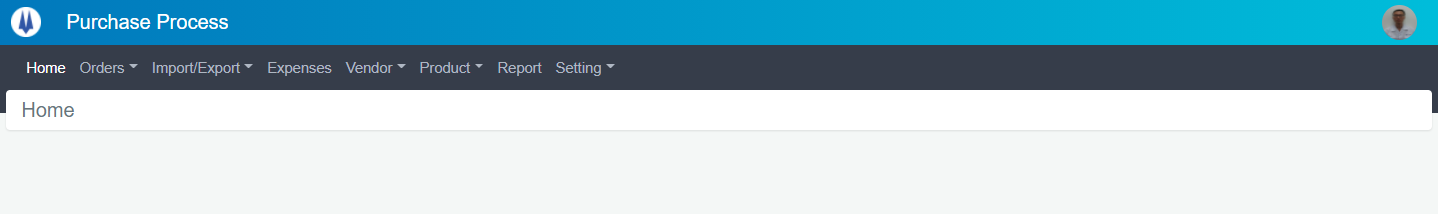 Purchase Process
Home Orders Import/Export Expenses Vendor Product Report Setting
Home